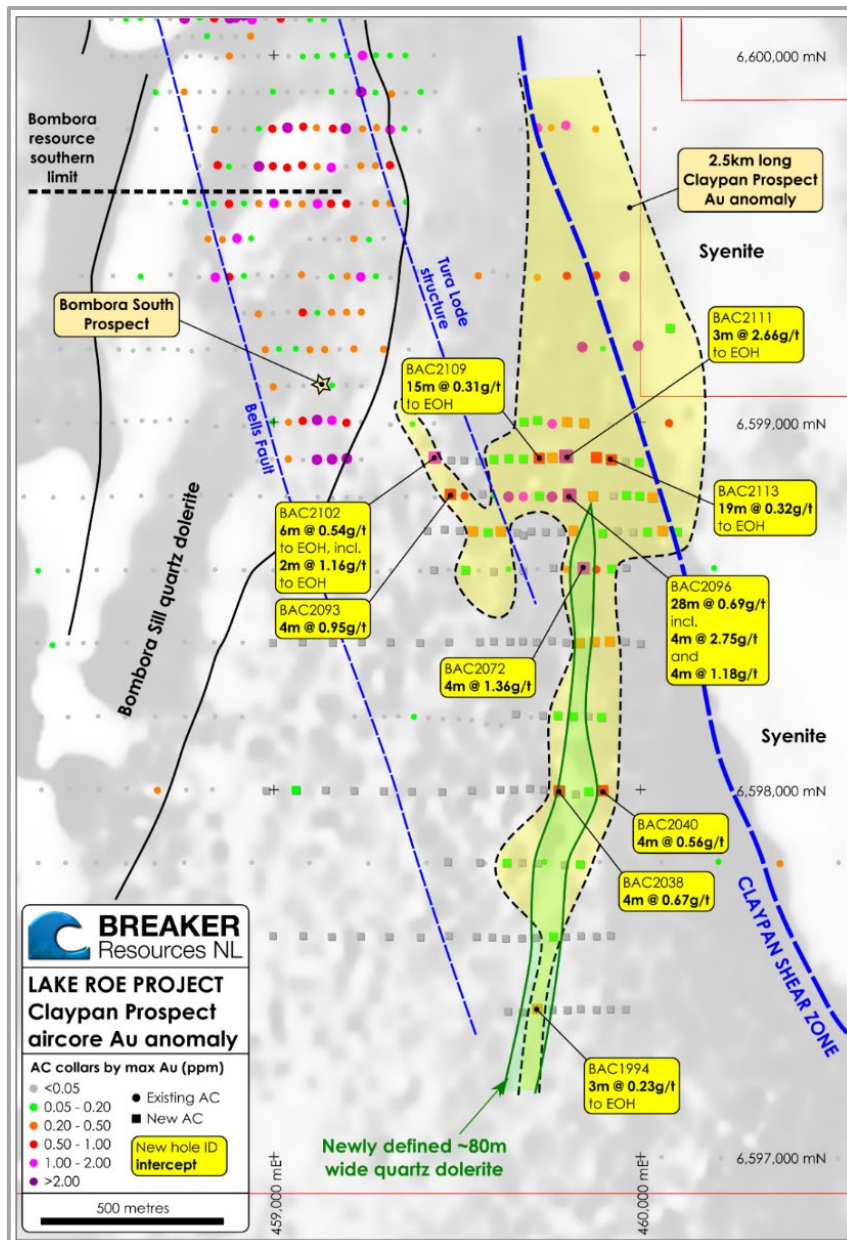 6,600,000 mN
Bombora
resource
southern
limit
2.5km long
Claypan Prospect
Au anomaly
Syenite
Tura Lode
structure
Bombora South
Prospect
BAC2111
3m @ 2.66g/t
to EOH
BAC2109
15m @ 0.31g/t
to EOH
Bells Fault
6,599,000 mN
BAC2113
19m @ 0.32g/t
to EOH
BAC2102
6m @ 0.54g/t
to EOH, incl.
2m @ 1.16g/t
to EOH
BAC2093
4m @ 0.95g/t
BAC2096
28m @ 0.69g/t
incl.
4m @ 2.75g/t
and
4m @ 1.18g/t
BAC2072
4m @ 1.36g/t
Bombora Sill quartz dolerite
Syenite
6,598,000 mN
BAC2040
4m @ 0.56g/t
BAC2038
4m @ 0.67g/t
CLAYPAN SHEAR ZONE
BREAKER
Resources NL
LAKE ROE PROJECT
Claypan Prospect
aircore Au anomaly
AC collars by max Au (ppm)
<0.05
0.05 - 0.20
0.20 - 0.50
0.50 - 1.00
1.00 - 2.00
>2.00
Existing AC
New AC
New hole ID
intercept
500 metres
BAC1994
3m @ 0.23g/t
to EOH
Newly defined ~80m
wide quartz dolerite
6,597,000 mN
459,000 mE
460,000 mE